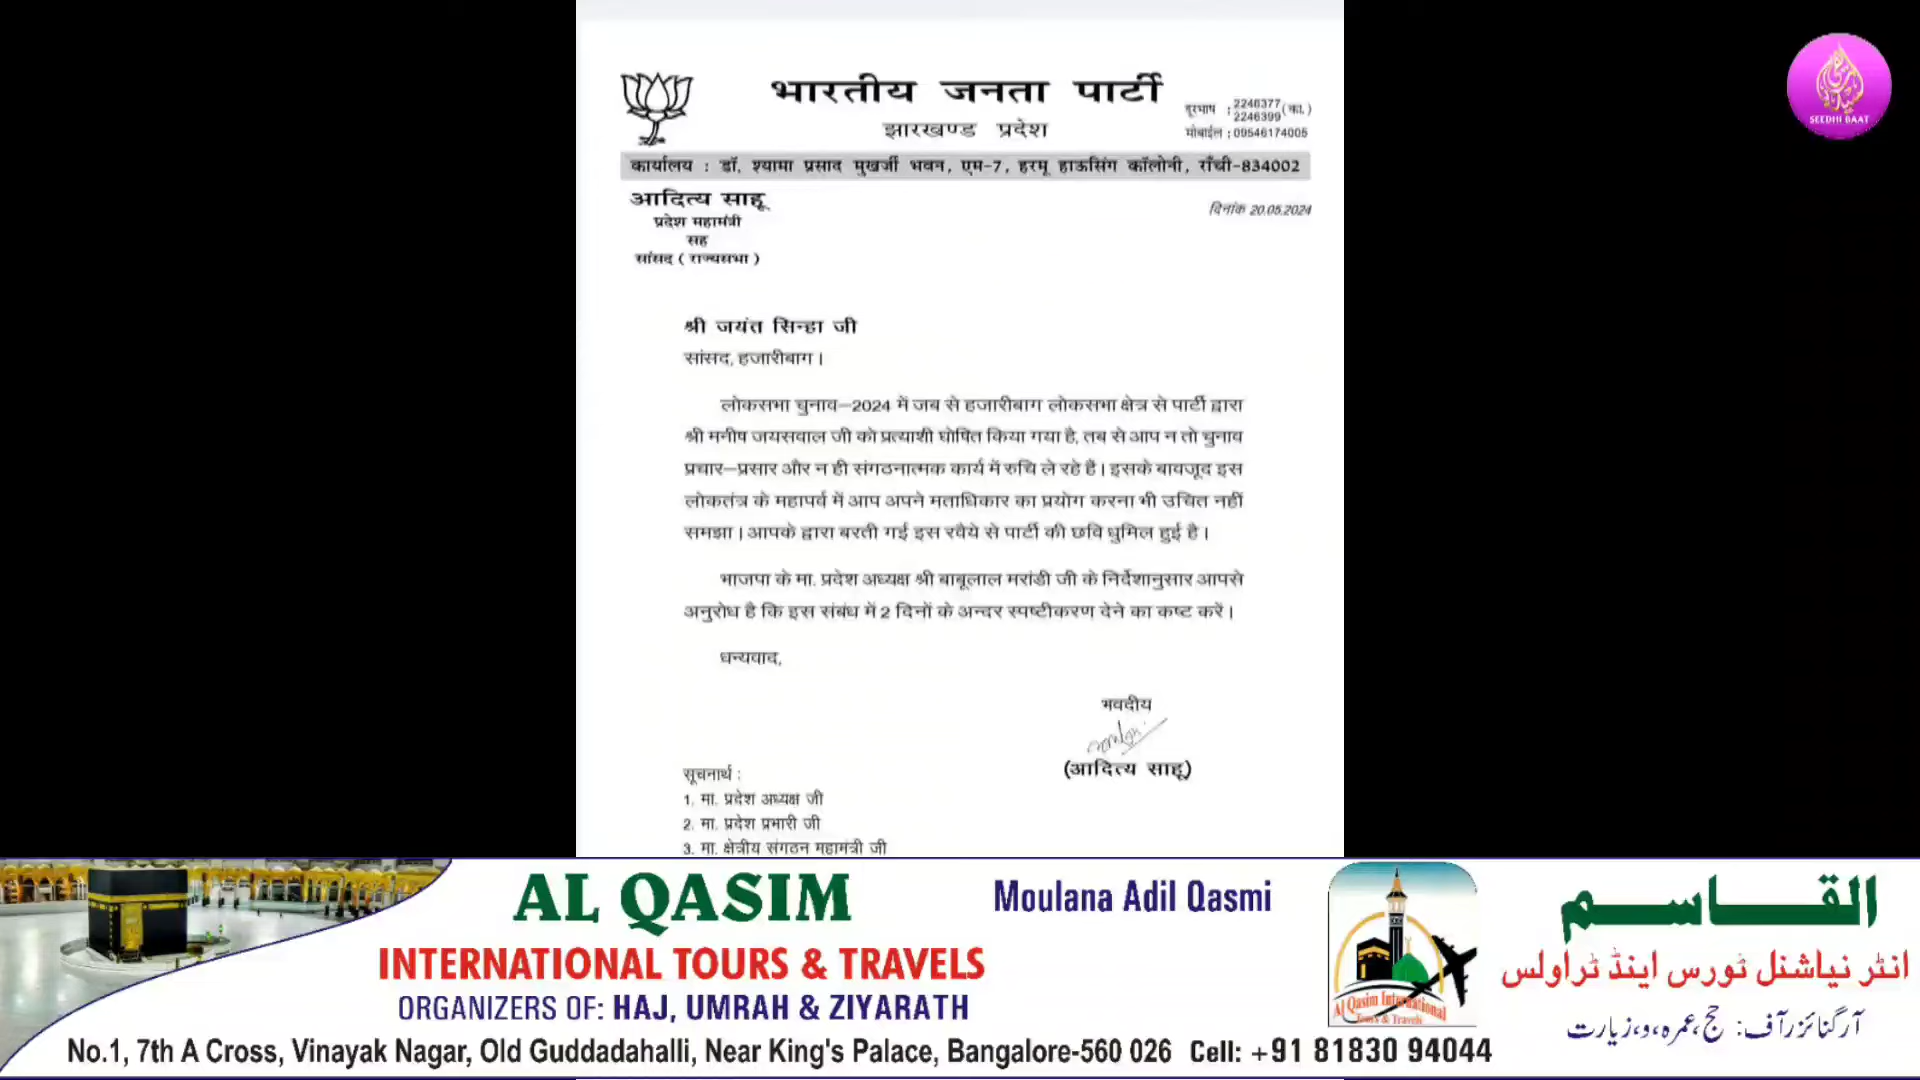 भारतीय जनता पार्टी
झारखण्ड प्रदेश
दूरभाष : 2246377 (का.)
2246399
मोबाईल : 09546174005
कार्यालय : डॉ. श्यामा प्रसाद मुखर्जी भवन, एम-7, हरमू हाऊसिंग कॉलोनी, राँची-834002
आदित्य साहू
प्रदेश महामंत्री
सह
सांसद ( राज्यसभा )
दिनांक 20.05.2024
श्री जयंत सिन्हा जी
सांसद, हजारीबाग।
लोकसभा चुनाव–2024 में जब से हजारीबाग लोकसभा क्षेत्र से पार्टी द्वारा
श्री मनीष जयसवाल जी को प्रत्याशी घोषित किया गया है, तब से आप न तो चुनाव
प्रचार–प्रसार और न ही संगठनात्मक कार्य में रुचि ले रहे हैं। इसके बावजूद इस
लोकतंत्र के महापर्व में आप अपने मताधिकार का प्रयोग करना भी उचित नहीं
समझा। आपके द्वारा बरती गई इस रवैये से पार्टी की छवि धुमिल हुई है।
भाजपा के मा. प्रदेश अध्यक्ष श्री बाबूलाल मरांडी जी के निर्देशानुसार आपसे
अनुरोध है कि इस संबंध में 2 दिनों के अन्दर स्पष्टीकरण देने का कष्ट करें।
धन्यवाद,
भवदीय
(आदित्य साहू)
सूचनार्थ :
1. मा. प्रदेश अध्यक्ष जी
2. मा. प्रदेश प्रभारी जी
3. मा. क्षेत्रीय संगठन महामंत्री जी
SEEDHI BAAT
AL QASIM
INTERNATIONAL TOURS & TRAVELS
ORGANIZERS OF: HAJ, UMRAH & ZIYARATH
Moulana Adil Qasmi
Al Qasim International
Tours & Travels
القاسم
انٹرنیاشنل ٹورس اینڈ ٹراولس
آرگنائزر آف: حج، عمرہ، و، زیارت
No.1, 7th A Cross, Vinayak Nagar, Old Guddadahalli, Near King's Palace, Bangalore-560 026 Cell: +91 81830 94044